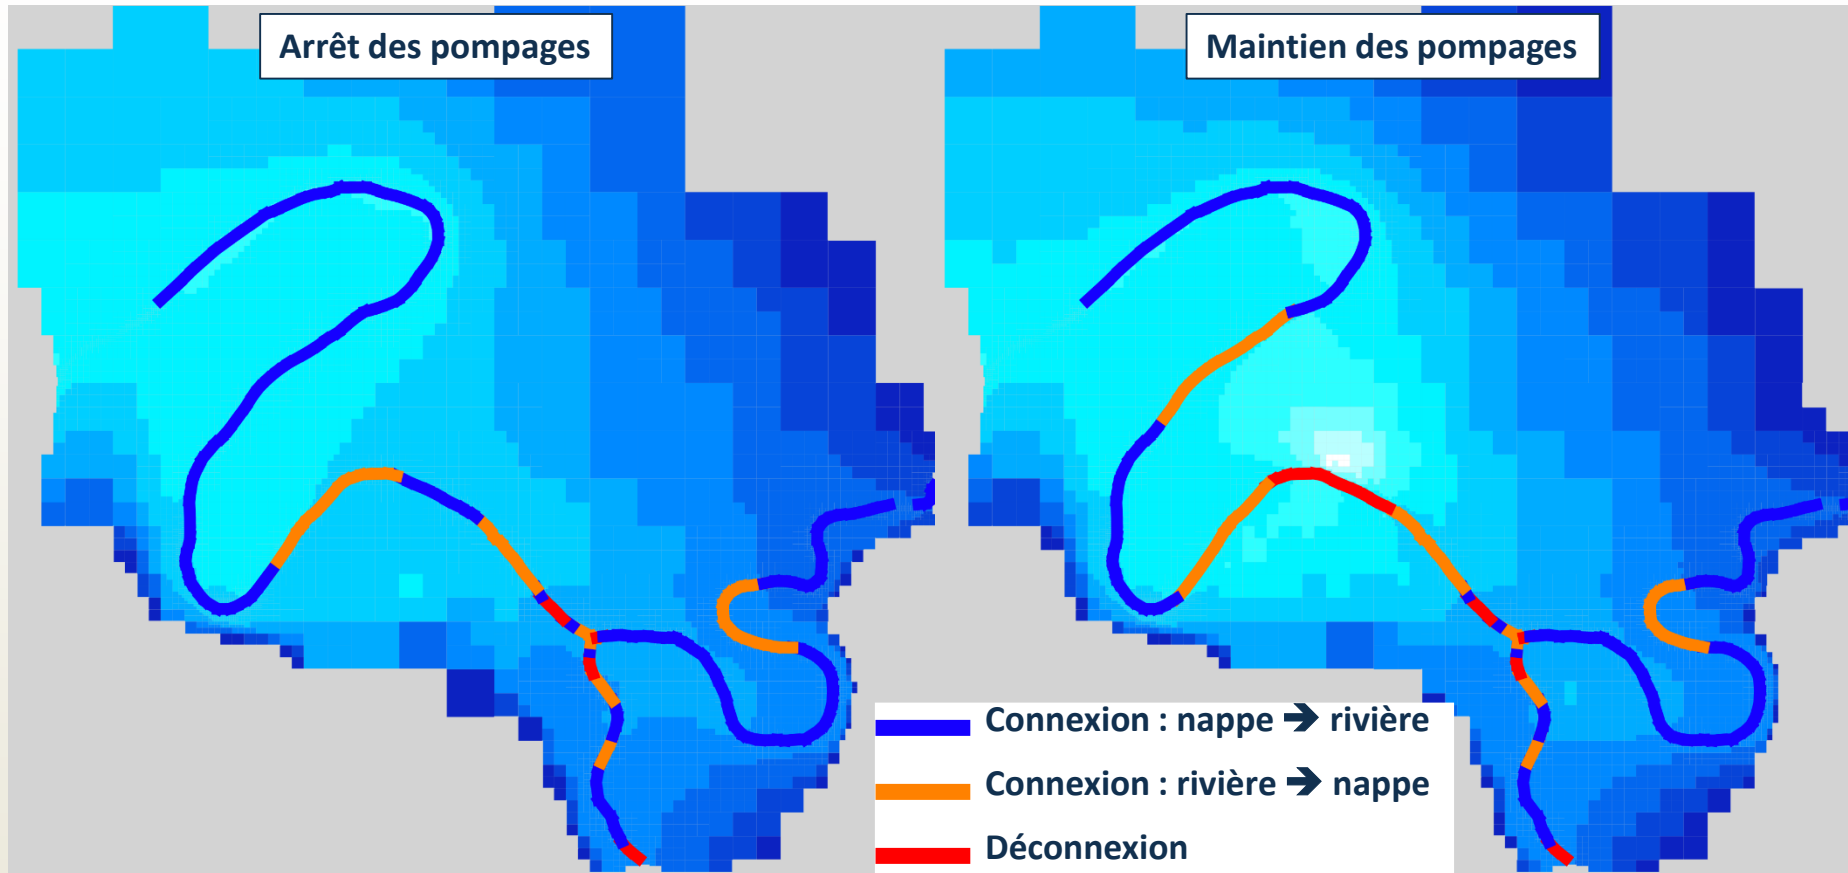 Arrêt des pompages
Maintien des pompages
Connexion : nappe ➔ rivière
Connexion : rivière ➔ nappe
Déconnexion